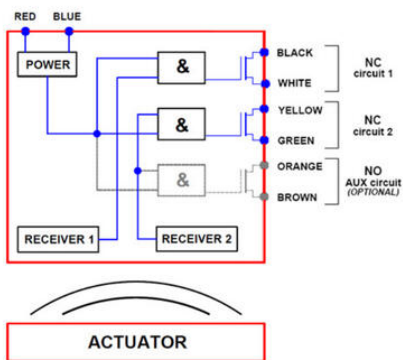 RED BLUE
POWER
&
BLACK
WHITE
NC
circuit 1
&
YELLOW
GREEN
NC
circuit 2
&
ORANGE
BROWN
NO
AUX circuit
(OPTIONAL)
RECEIVER 1
RECEIVER 2
ACTUATOR